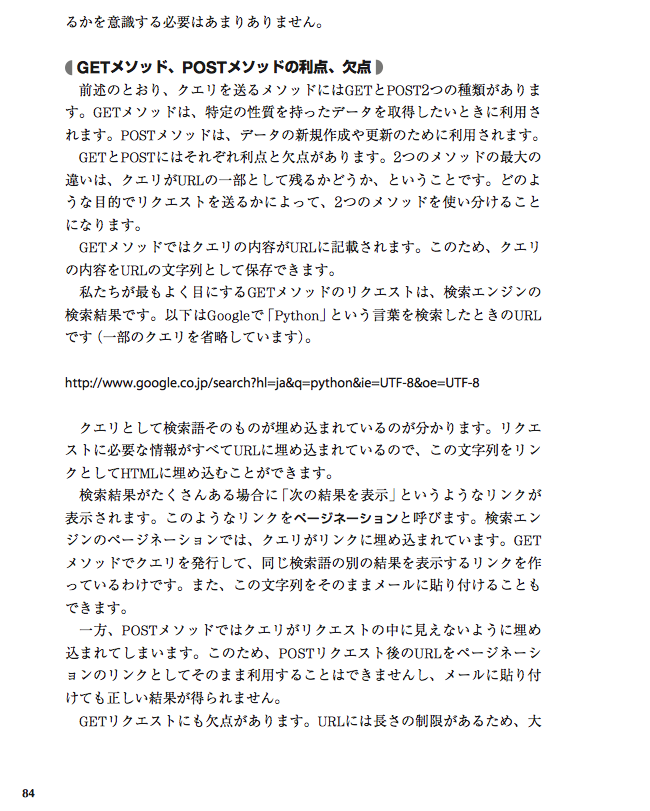 るかを意識する必要はあまりありません。
GETメソッド、POSTメソッドの利点、欠点
前述のとおり、クエリを送るメソッドにはGETとPOST2つの種類がありま
す。GETメソッドは、特定の性質を持ったデータを取得したいときに利用さ
れます。POSTメソッドは、データの新規作成や更新のために利用されます。
GETとPOSTにはそれぞれ利点と欠点があります。2つのメソッドの最大の
違いは、クエリがURLの一部として残るかどうか、ということです。どのよ
うな目的でリクエストを送るかによって、2つのメソッドを使い分けること
になります。
GETメソッドではクエリの内容がURLに記載されます。このため、クエリ
の内容をURLの文字列として保存できます。
私たちが最もよく目にするGETメソッドのリクエストは、検索エンジンの
検索結果です。以下はGoogleで「Python」という言葉を検索したときのURL
です（一部のクエリを省略しています）。
http://www.google.co.jp/search?hl=ja&q=python&ie=UTF-8&oe=UTF-8
クエリとして検索語そのものが埋め込まれているのが分かります。リクエ
ストに必要な情報がすべてURLに埋め込まれているので、この文字列をリン
クとしてHTMLに埋め込むことができます。
検索結果がたくさんある場合に「次の結果を表示」というようなリンクが
表示されます。このようなリンクをページネーションと呼びます。検索エン
ジンのページネーションでは、クエリがリンクに埋め込まれています。GET
メソッドでクエリを発行して、同じ検索語の別の結果を表示するリンクを作
っているわけです。また、この文字列をそのままメールに貼り付けることも
できます。
一方、POSTメソッドではクエリがリクエストの中に見えないように埋め
込まれてしまいます。このため、POSTリクエスト後のURLをページネーシ
ョンのリンクとしてそのまま利用することはできませんし、メールに貼り付
けても正しい結果が得られません。
GETリクエストにも欠点があります。URLには長さの制限があるため、大
84